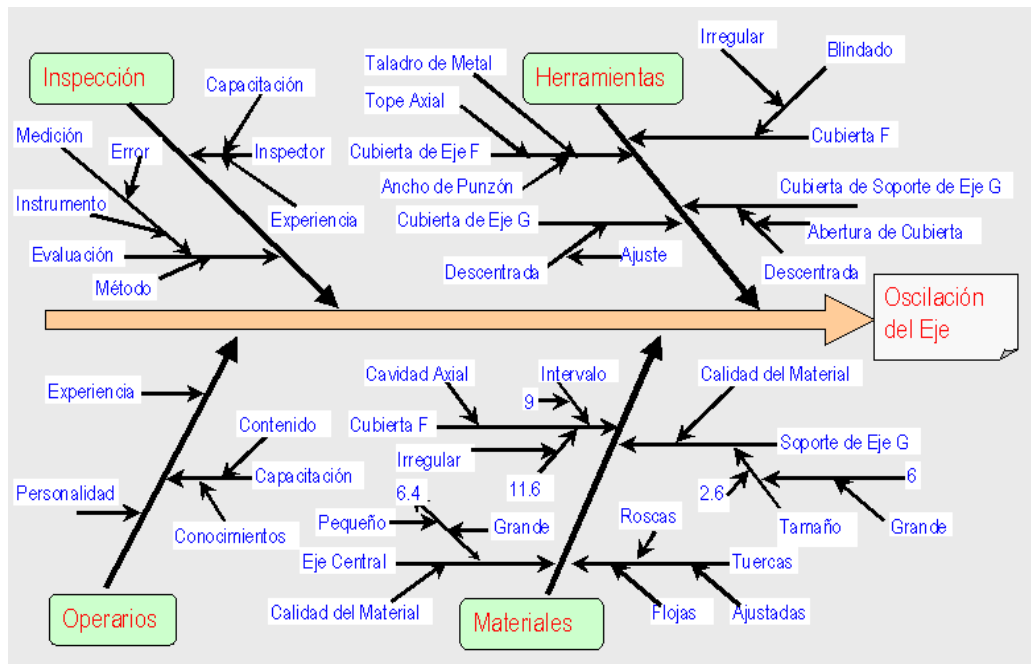 Irregular
Blindado
Inspección
Taladro de Metal
Herramientas
Capacitación
Tope Axial
Medición
Error
Inspector
Cubierta de Eje F
Cubierta F
Ancho de Punzón
Cubierta de Soporte de Eje G
Instrumento
Experiencia
Cubierta de Eje G
Abertura de Cubierta
Evaluación
Ajuste
Descentrada
Descentrada
Método
Oscilación
del Eje
Cavidad Axial
Intervalo
Calidad del Material
Experiencia
9
Contenido
Cubierta F
Soporte de Eje G
Irregular
Capacitación
6
Personalidad
6.4
11.6
2.6
Roscas
Pequeño
Grande
Tamaño
Grande
Conocimientos
Eje Central
Tuercas
Calidad del Material
Flojas
Ajustadas
Operarios
Materiales